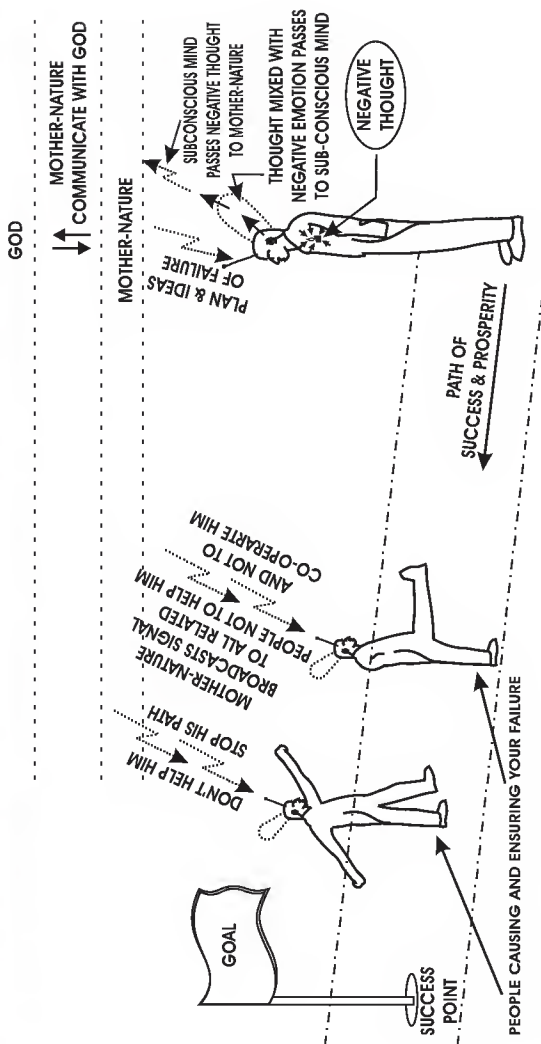 GOD
MOTHER-NATURE
COMMUNICATE WITH GOD
MOTHER-NATURE
SUBCONSCIOUS MIND
PASSES NEGATIVE THOUGHT
TO MOTHER-NATURE
THOUGHT MIXED WITH
NEGATIVE EMOTION PASSES
TO SUB-CONSCIOUS MIND
NEGATIVE
THOUGHT
PLAN & IDEAS
OF FAILURE
MOTHER-NATURE
BROADCASTS SIGNAL
TO ALL RELATED
PEOPLE NOT TO HELP HIM
AND NOT TO
CO-OPERARTE HIM
DON'T HELP HIM
STOP HIS PATH
GOAL
SUCCESS
POINT
PATH OF
SUCCESS & PROSPERITY
PEOPLE CAUSING AND ENSURING YOUR FAILURE